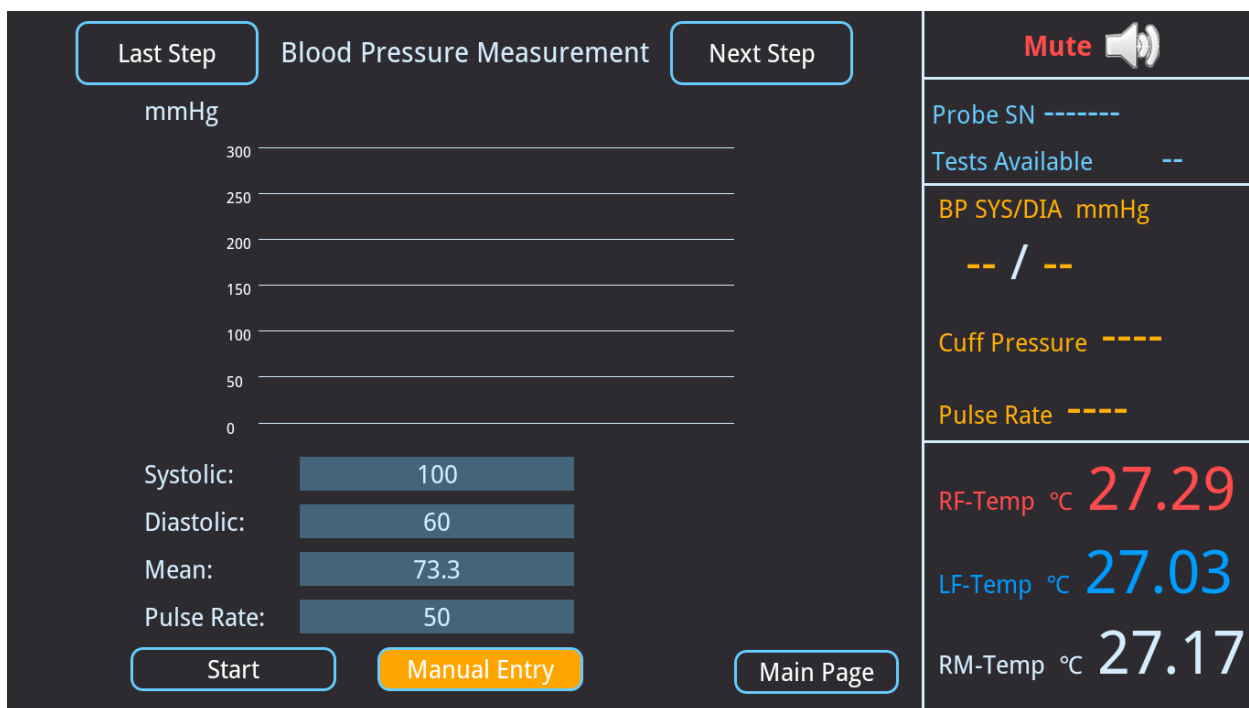 Last Step
Blood Pressure Measurement
Next Step
mmHg
300
250
200
150
100
50
0
Systolic: 100
Diastolic: 60
Mean: 73.3
Pulse Rate: 50
Start
Manual Entry
Main Page
Mute
Probe SN -------
Tests Available --
BP SYS/DIA mmHg
-- / --
Cuff Pressure ----
Pulse Rate ----
RF-Temp °C 27.29
LF-Temp °C 27.03
RM-Temp °C 27.17